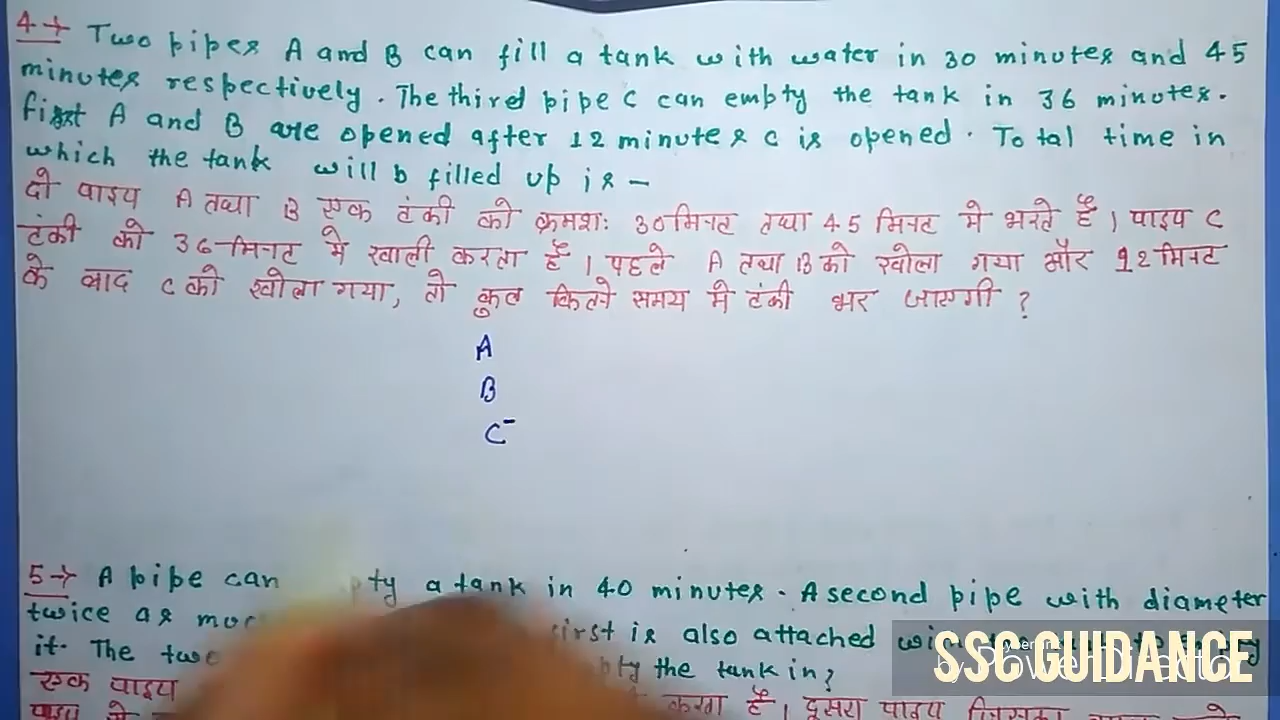 4→ Two pipes A and B can fill a tank with water in 30 minutes and 45
minutes respectively. The third pipe C can empty the tank in 36 minutes.
first A and B are opened after 12 minutes C is opened. Total time in
which the tank will b filled up is –
दो पाइप A तथा B एक टंकी को क्रमशः 30 मिनट तथा 45 मिनट मे भरते हैं। पाइप C
टंकी को 36 मिनट में खाली करता हैं। पहले A तथा B को खोला गया और 12 मिनट
के बाद C को खोला गया, तो कुल कितने समय मे टंकी भर जाएगी ?
A
B
C-
5→ A pipe can a tank in 40 minutes. A second pipe with diameter
twice as first is also attached
it. The the tank in?
एक पाइप करता हैं। दूसरा पाइप
SSC GUIDANCE